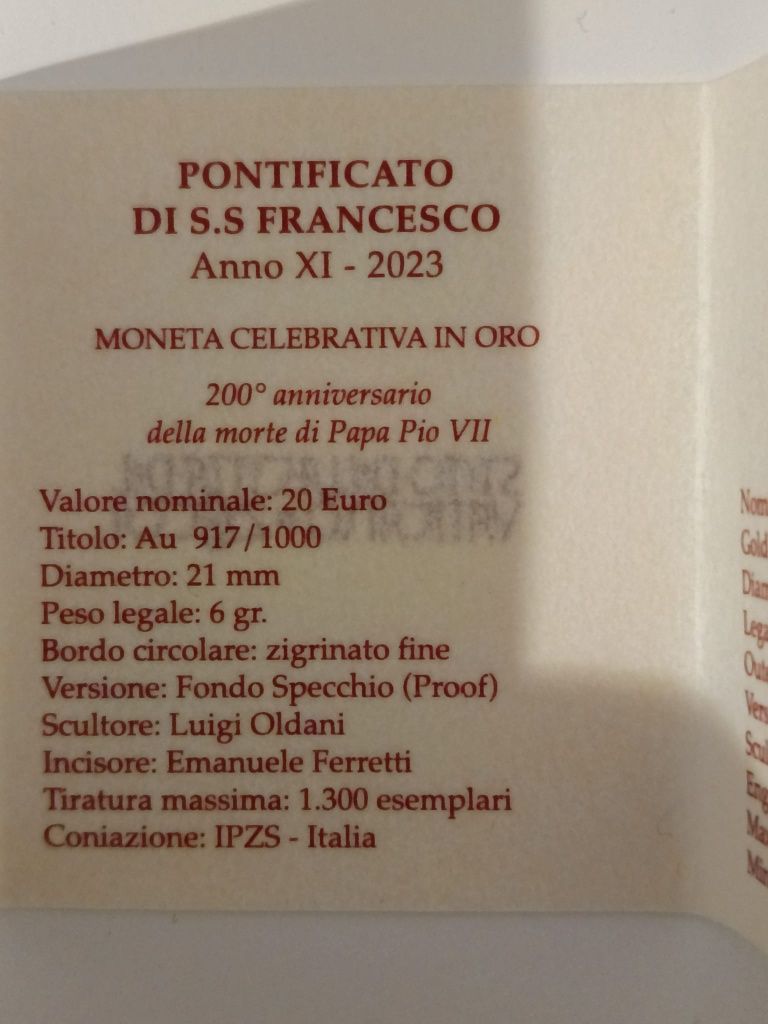 PONTIFICATO
DI S.S FRANCESCO
Anno XI - 2023
MONETA CELEBRATIVA IN ORO
200° anniversario
della morte di Papa Pio VII
Valore nominale: 20 Euro
Titolo: Au 917/1000
Diametro: 21 mm
Peso legale: 6 gr.
Bordo circolare: zigrinato fine
Versione: Fondo Specchio (Proof)
Scultore: Luigi Oldani
Incisore: Emanuele Ferretti
Tiratura massima: 1.300 esemplari
Coniazione: IPZS - Italia
Gold